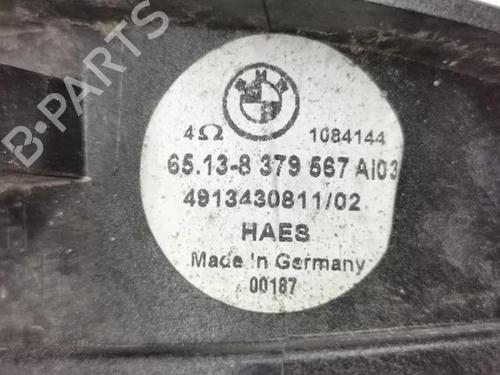 B-PARTS
BMW
4Ω 1084144
65.13-8 379 567 AI03
4913430811/02
HAES
Made In Germany
00187